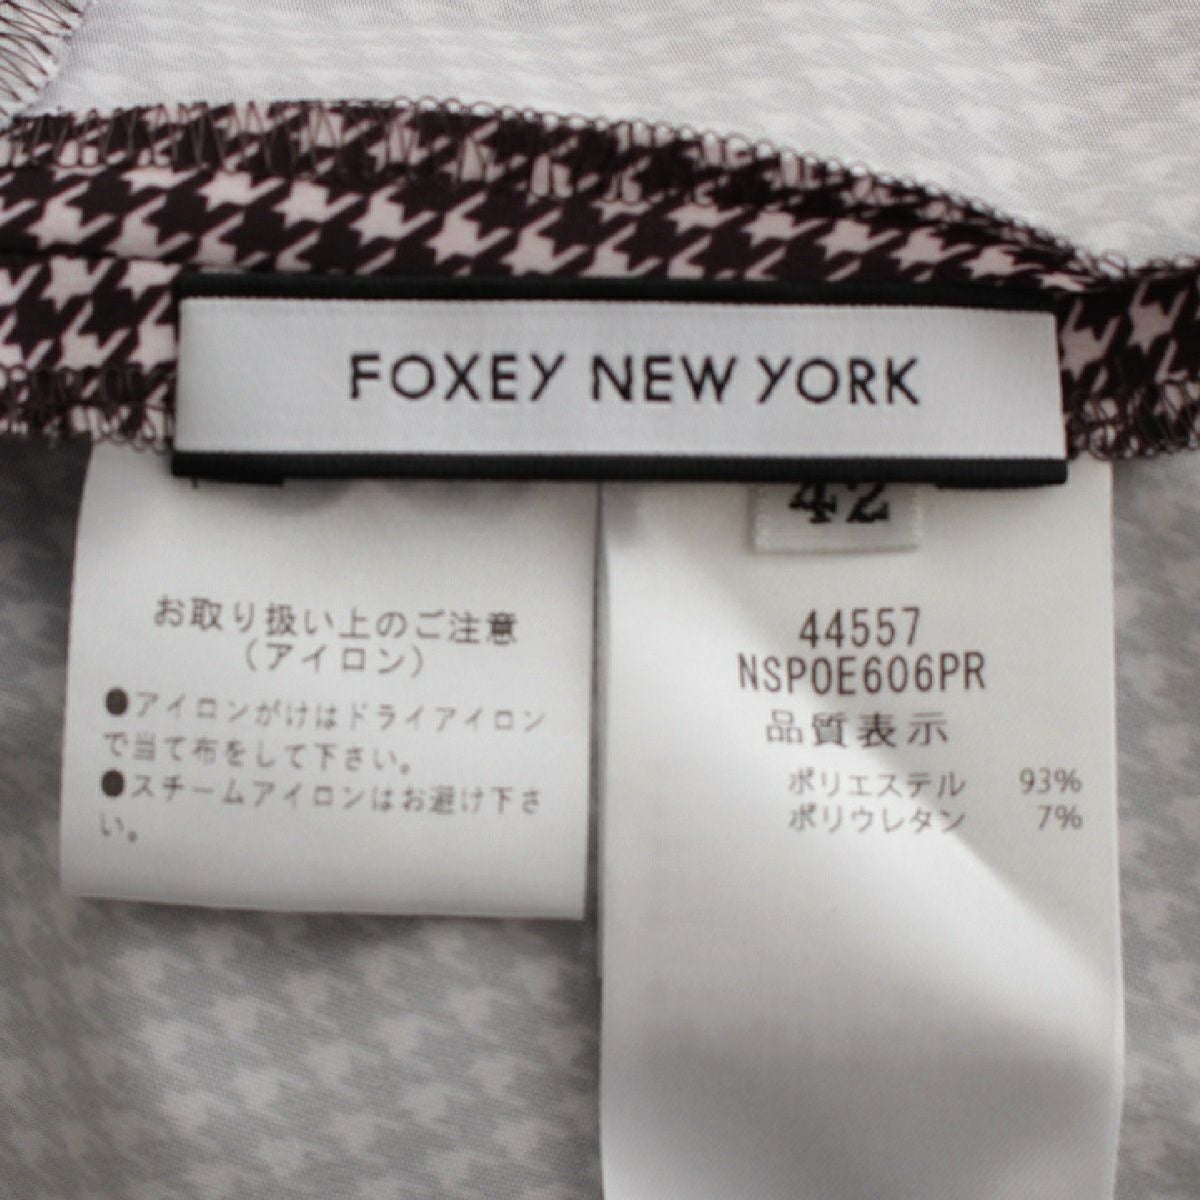 FOXEY NEW YORK
42
お取り扱い上のご注意
（アイロン）
●アイロンがけはドライアイロン
で当て布をして下さい。
●スチームアイロンはお避け下さ
い。
44557
NSPOE606PR
品質表示
ポリエステル 93%
ポリウレタン 7%